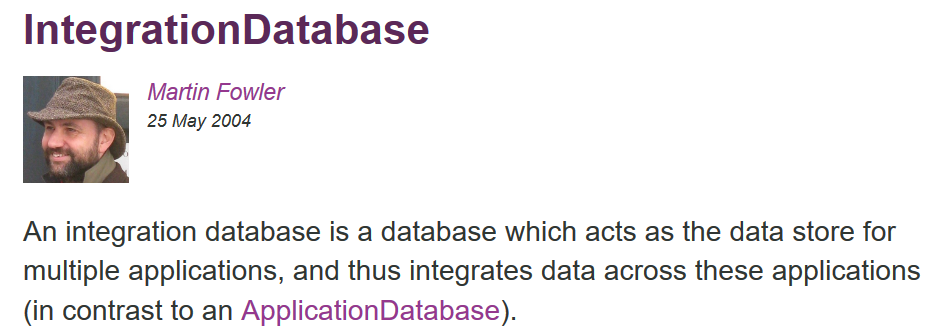 IntegrationDatabase
Martin Fowler
25 May 2004
An integration database is a database which acts as the data store for
multiple applications, and thus integrates data across these applications
(in contrast to an ApplicationDatabase).